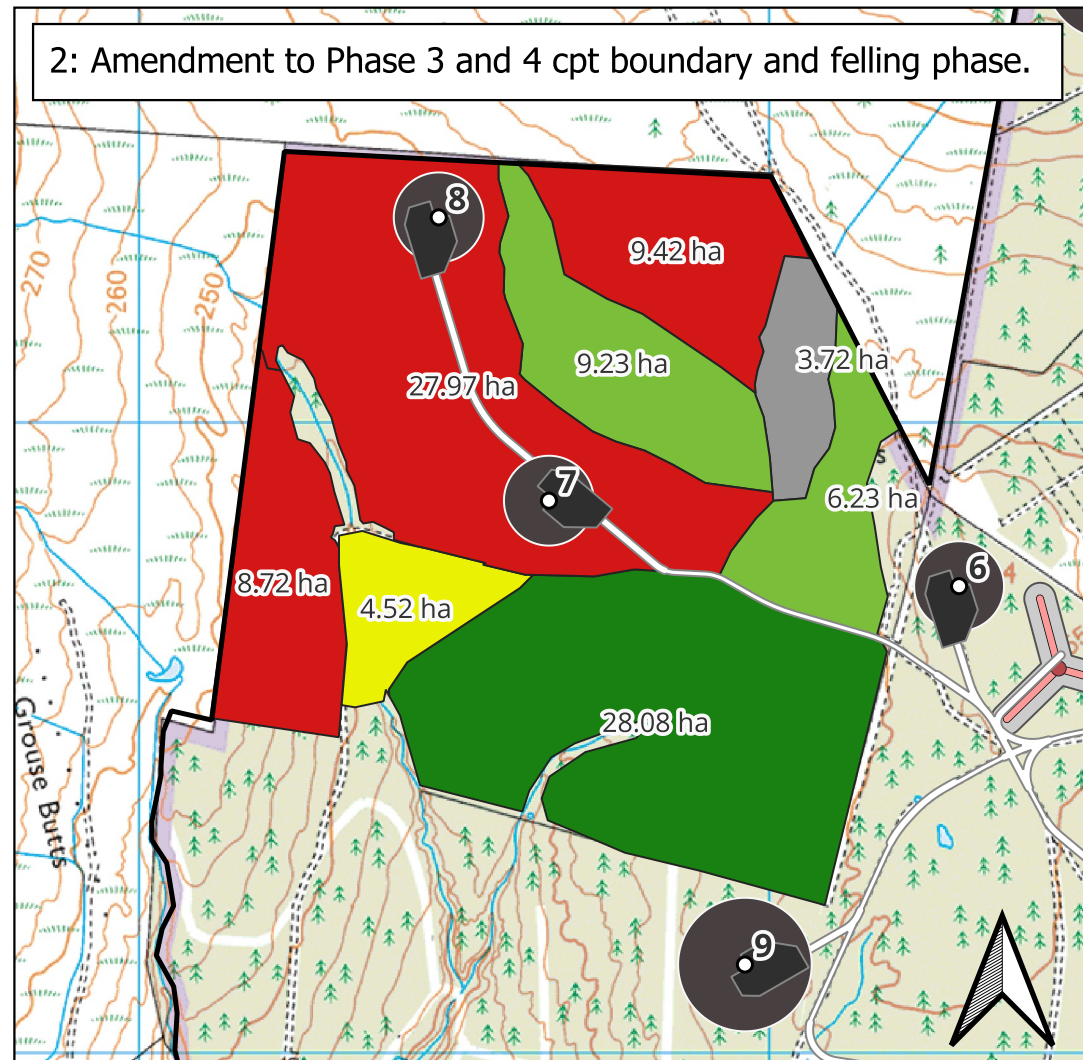 2: Amendment to Phase 3 and 4 cpt boundary and felling phase.
8
9.42 ha
270
260
250
9.23 ha
3.72 ha
27.97 ha
7
s
6.23 ha
6
4
8.72 ha
4.52 ha
28.08 ha
Grouse Butts
9